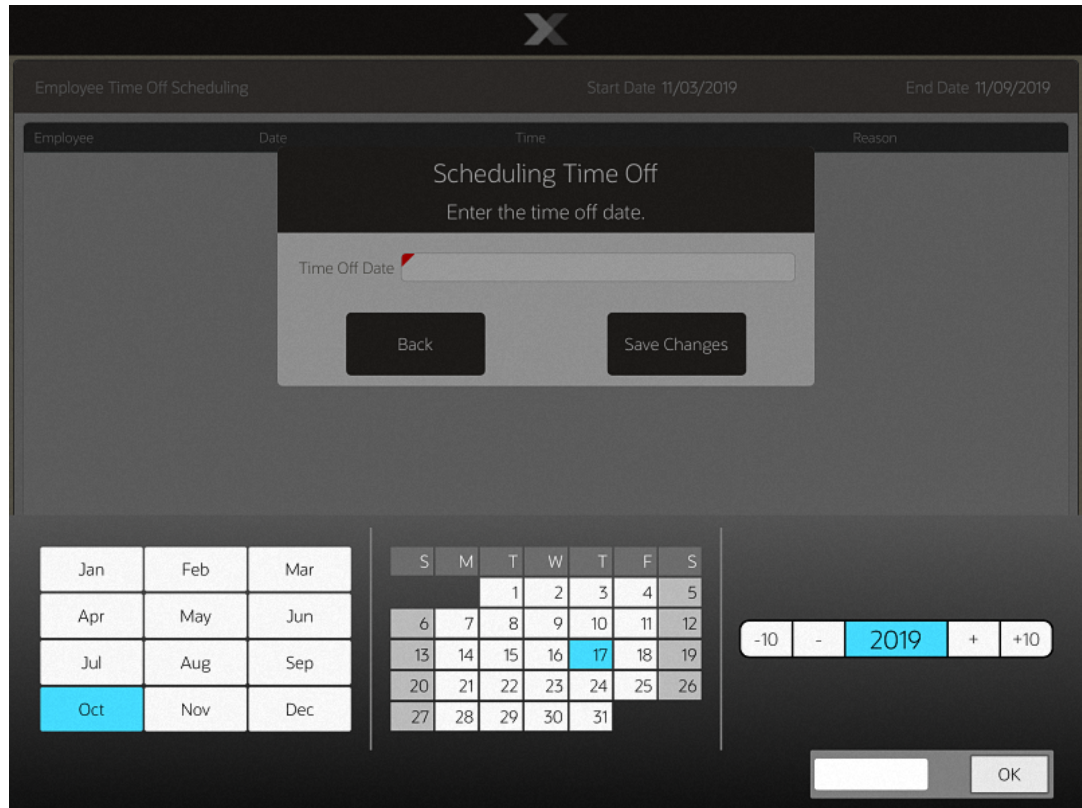 Employee Time Off Scheduling Start Date 11/03/2019 End Date 11/09/2019
Employee Date Time Reason
Scheduling Time Off
Enter the time off date.
Time Off Date
Back Save Changes
Jan Feb Mar
Apr May Jun
Jul Aug Sep
Oct Nov Dec
S M T W T F S
1 2 3 4 5
6 7 8 9 10 11 12
13 14 15 16 17 18 19
20 21 22 23 24 25 26
27 28 29 30 31
-10 - 2019 + +10
OK